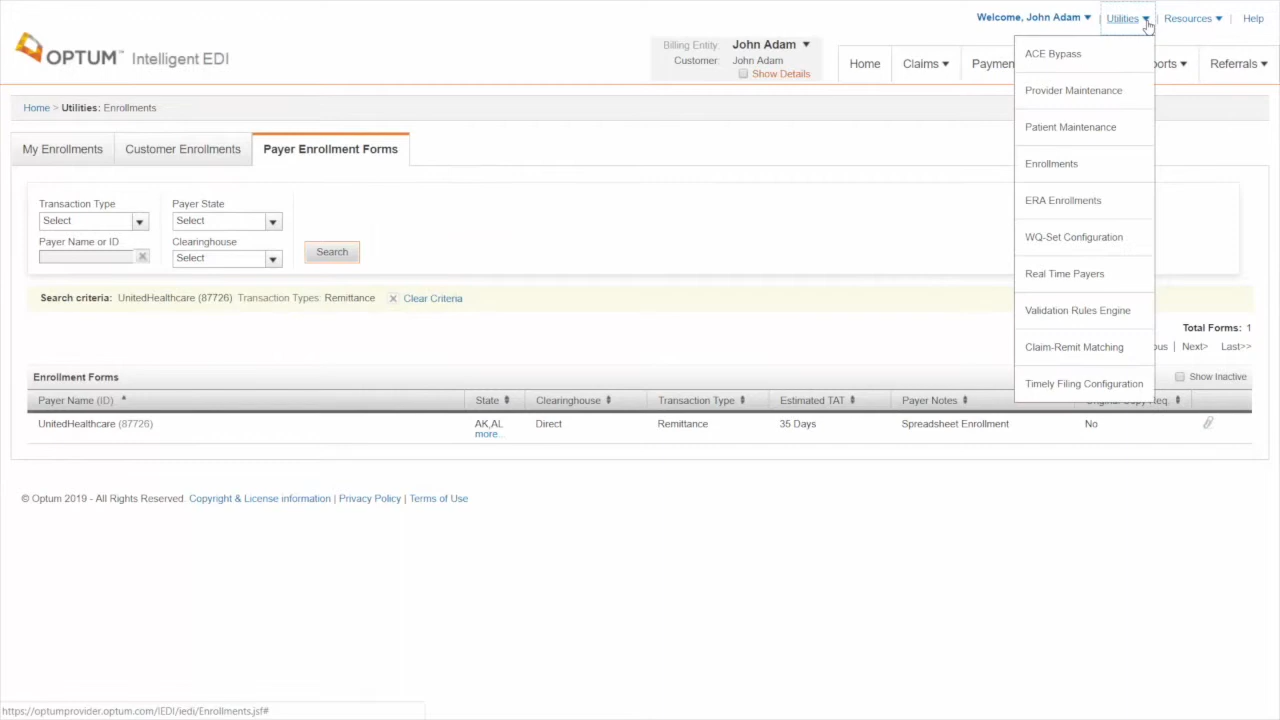 Welcome, John Adam | Utilities | Resources | Help
OPTUM™ Intelligent EDI
Billing Entity: John Adam
Customer: John Adam
Show Details
Home Claims Paymen orts Referrals
ACE Bypass
Provider Maintenance
Patient Maintenance
Enrollments
ERA Enrollments
WQ-Set Configuration
Real Time Payers
Validation Rules Engine
Claim-Remit Matching
Timely Filing Configuration
Home > Utilities: Enrollments
My Enrollments Customer Enrollments Payer Enrollment Forms
Transaction Type Payer State
Select Select
Payer Name or ID Clearinghouse
Select Search
Search criteria: UnitedHealthcare (87726) Transaction Types: Remittance X Clear Criteria
Total Forms: 1
ous | Next> Last>>
Enrollment Forms Show Inactive
Payer Name (ID) State Clearinghouse Transaction Type Estimated TAT Payer Notes Original Copy Req.
UnitedHealthcare (87726) AK,AL Direct Remittance 35 Days Spreadsheet Enrollment No
more...
© Optum 2019 - All Rights Reserved. Copyright & License information | Privacy Policy | Terms of Use
https://optumprovider.optum.com/IEDI/iedi/Enrollments.jsf#